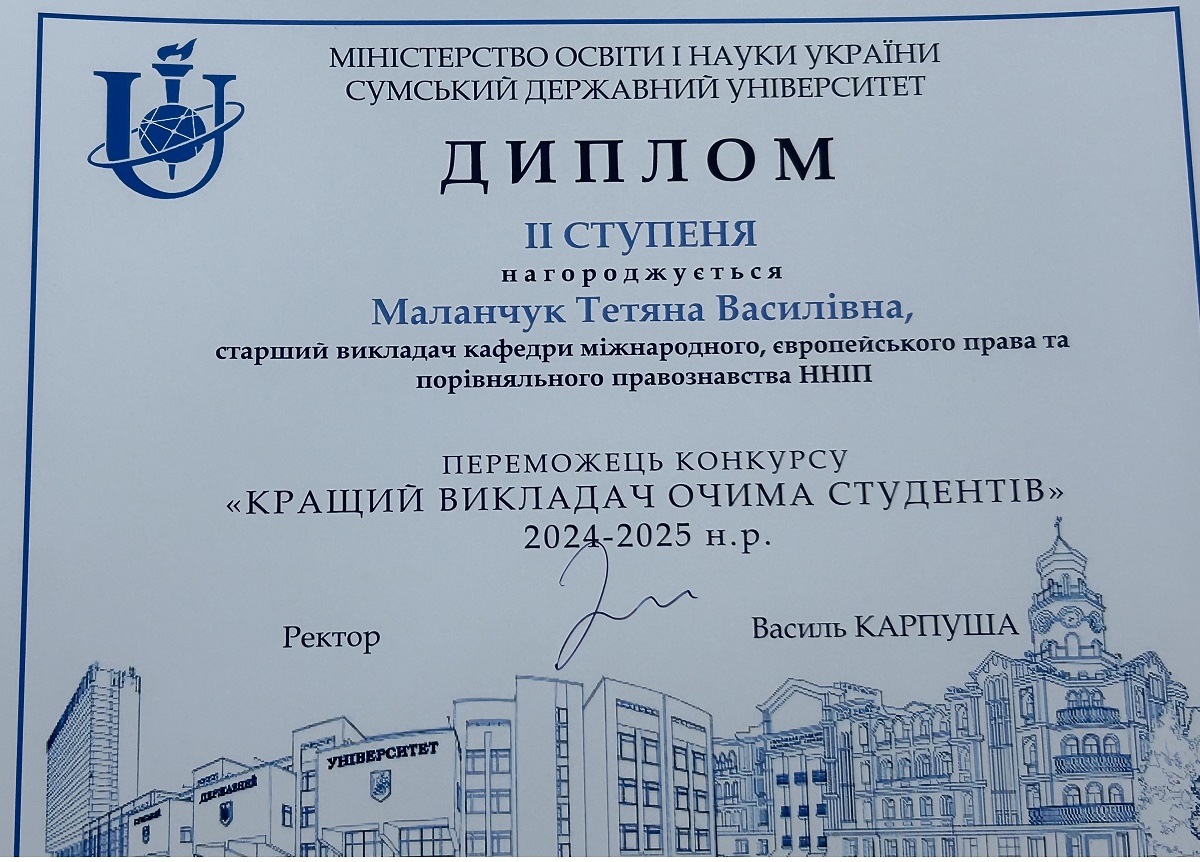 МІНІСТЕРСТВО ОСВІТИ І НАУКИ УКРАЇНИ
СУМСЬКИЙ ДЕРЖАВНИЙ УНІВЕРСИТЕТ
ДИПЛОМ
ІІ СТУПЕНЯ
нагороджується
Маланчук Тетяна Василівна,
старший викладач кафедри міжнародного, європейського права та
порівняльного правознавства ННІП
ПЕРЕМОЖЕЦЬ КОНКУРСУ
«КРАЩИЙ ВИКЛАДАЧ ОЧИМА СТУДЕНТІВ»
2024-2025 н.р.
Ректор
Василь КАРПУША
ДЕРЖАВНИЙ
УНІВЕРСИТЕТ